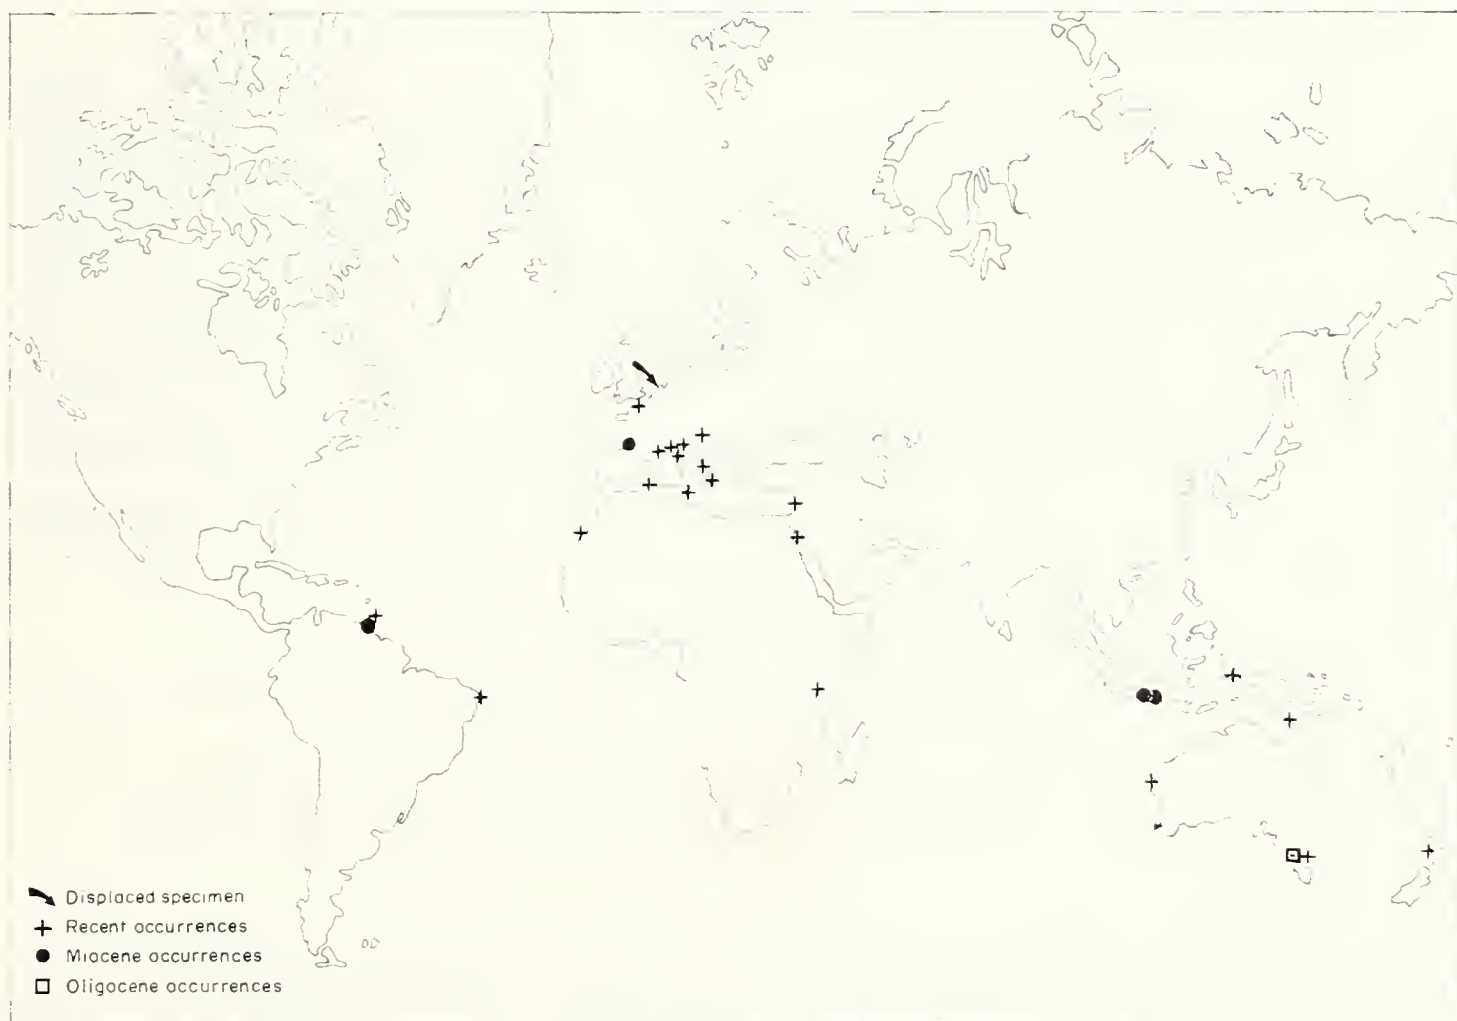 Displaced specimen
Recent occurrences
Miocene occurrences
Oligocene occurrences